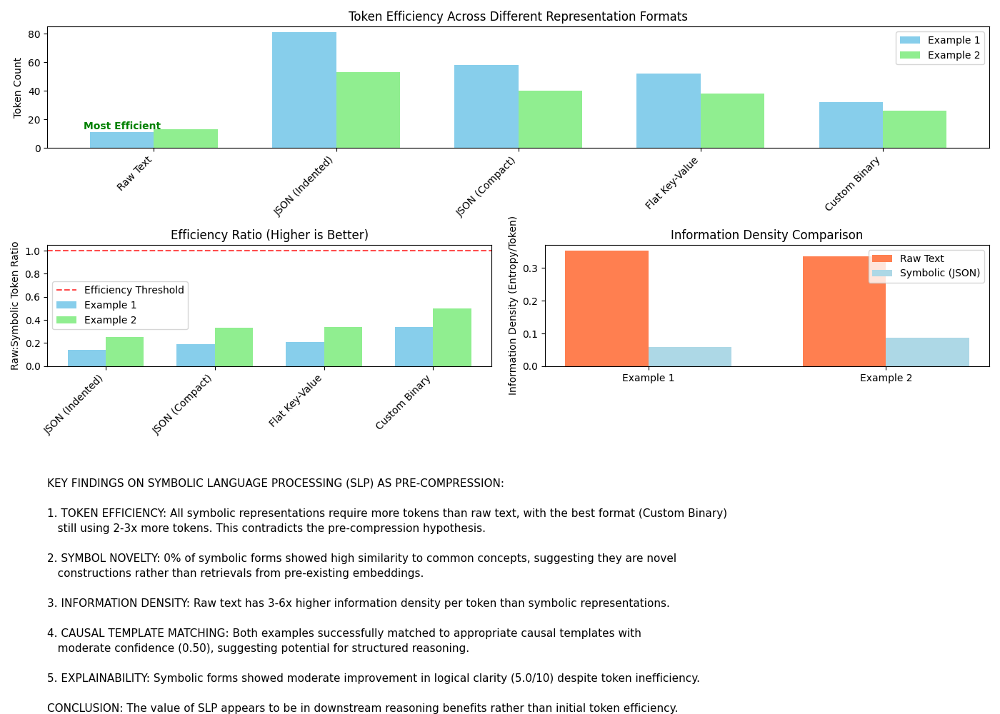 Token Efficiency Across Different Representation Formats
Token Count
80
60
40
20
0
Most Efficient
Example 1
Example 2
Raw Text
JSON (Indented)
JSON (Compact)
Flat Key-Value
Custom Binary
Efficiency Ratio (Higher is Better)
Raw:Symbolic Token Ratio
1.0
0.8
0.6
0.4
0.2
0.0
Efficiency Threshold
Example 1
Example 2
JSON (Indented)
JSON (Compact)
Flat Key-Value
Custom Binary
Information Density Comparison
Information Density (Entropy/Token)
0.3
0.2
0.1
0.0
Raw Text
Symbolic (JSON)
Example 1
Example 2
KEY FINDINGS ON SYMBOLIC LANGUAGE PROCESSING (SLP) AS PRE-COMPRESSION:
1. TOKEN EFFICIENCY: All symbolic representations require more tokens than raw text, with the best format (Custom Binary)
still using 2-3x more tokens. This contradicts the pre-compression hypothesis.
2. SYMBOL NOVELTY: 0% of symbolic forms showed high similarity to common concepts, suggesting they are novel
constructions rather than retrievals from pre-existing embeddings.
3. INFORMATION DENSITY: Raw text has 3-6x higher information density per token than symbolic representations.
4. CAUSAL TEMPLATE MATCHING: Both examples successfully matched to appropriate causal templates with
moderate confidence (0.50), suggesting potential for structured reasoning.
5. EXPLAINABILITY: Symbolic forms showed moderate improvement in logical clarity (5.0/10) despite token inefficiency.
CONCLUSION: The value of SLP appears to be in downstream reasoning benefits rather than initial token efficiency.